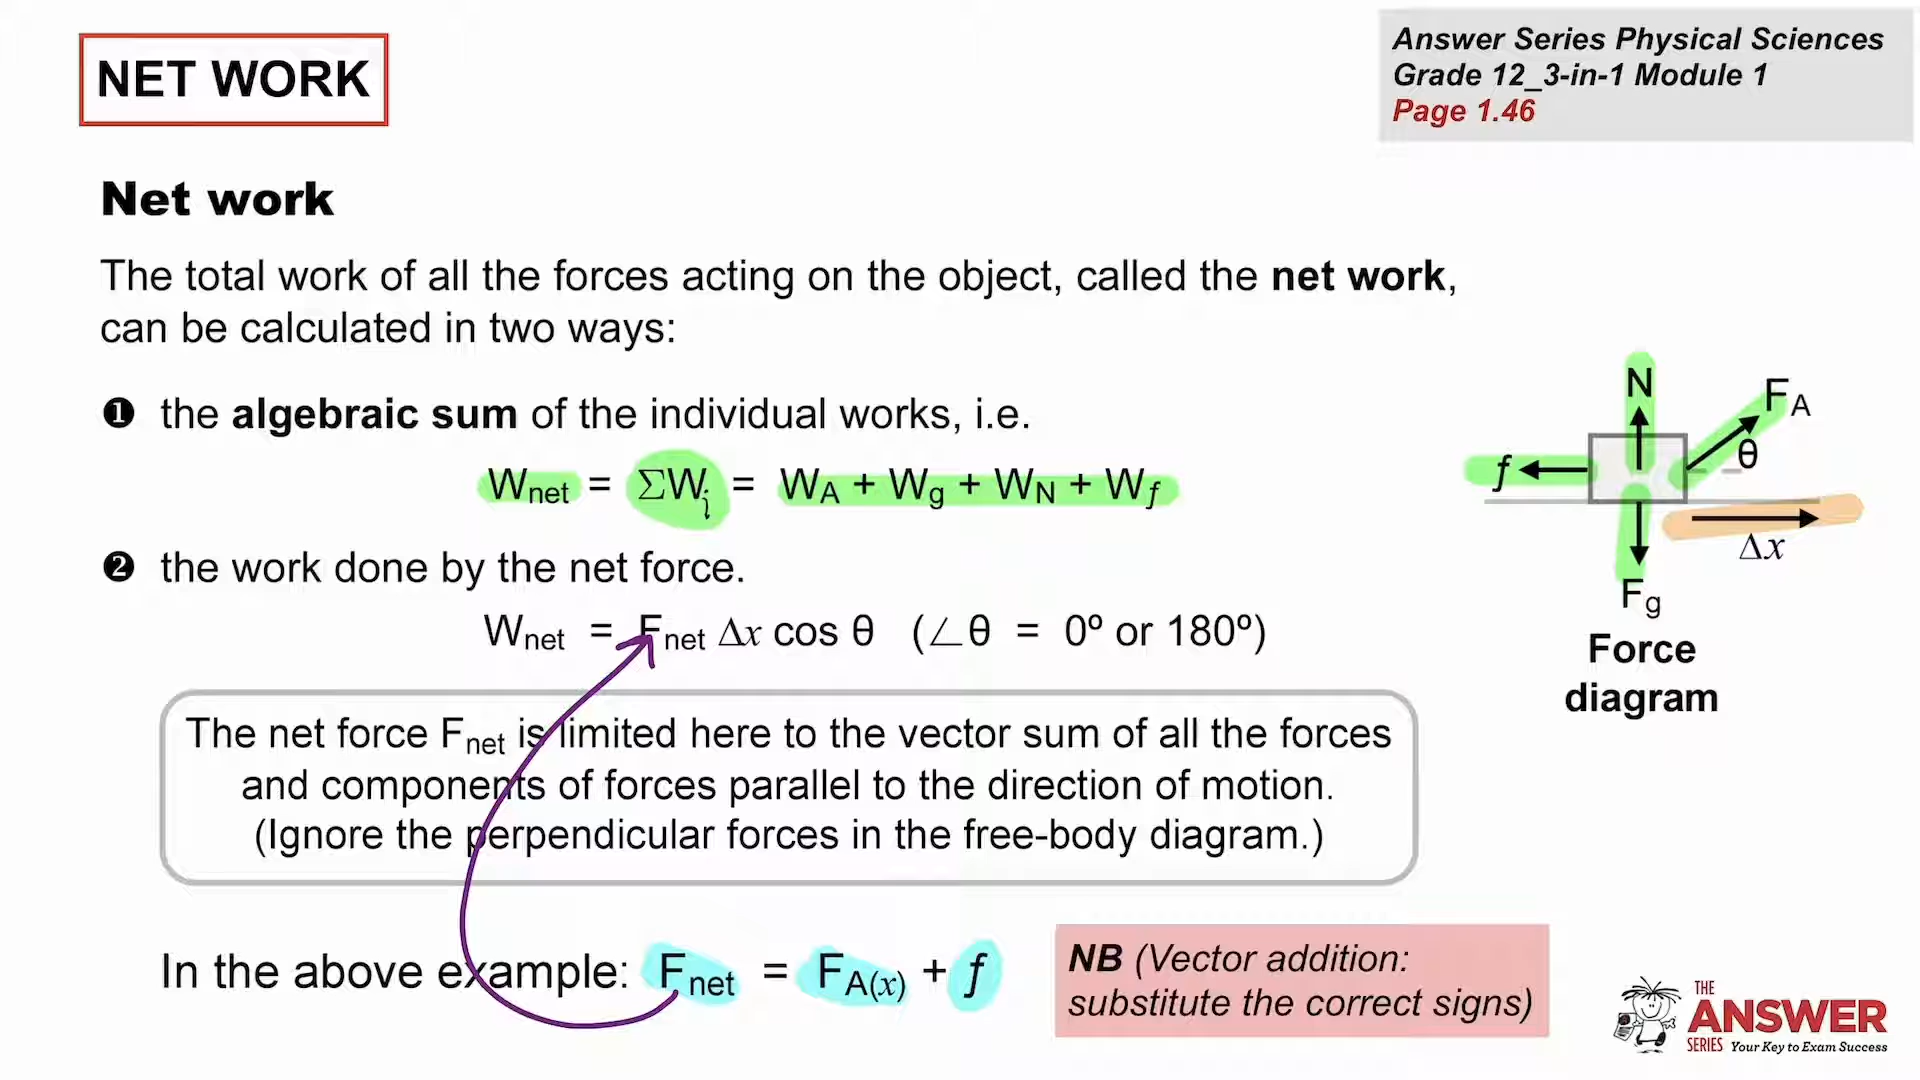 NET WORK
Answer Series Physical Sciences
Grade 12_3-in-1 Module 1
Page 1.46
Net work
The total work of all the forces acting on the object, called the net work,
can be calculated in two ways:
❶ the algebraic sum of the individual works, i.e.
Wnet = ΣWi = WA + Wg + WN + Wf
❷ the work done by the net force.
Wnet = Fnet Δx cos θ (∠θ = 0º or 180º)
N
FA
θ
f
Δx
Fg
Force
diagram
The net force Fnet is limited here to the vector sum of all the forces
and components of forces parallel to the direction of motion.
(Ignore the perpendicular forces in the free-body diagram.)
In the above example: Fnet = FA(x) + f
NB (Vector addition:
substitute the correct signs)
THE
ANSWER
SERIES Your Key to Exam Success